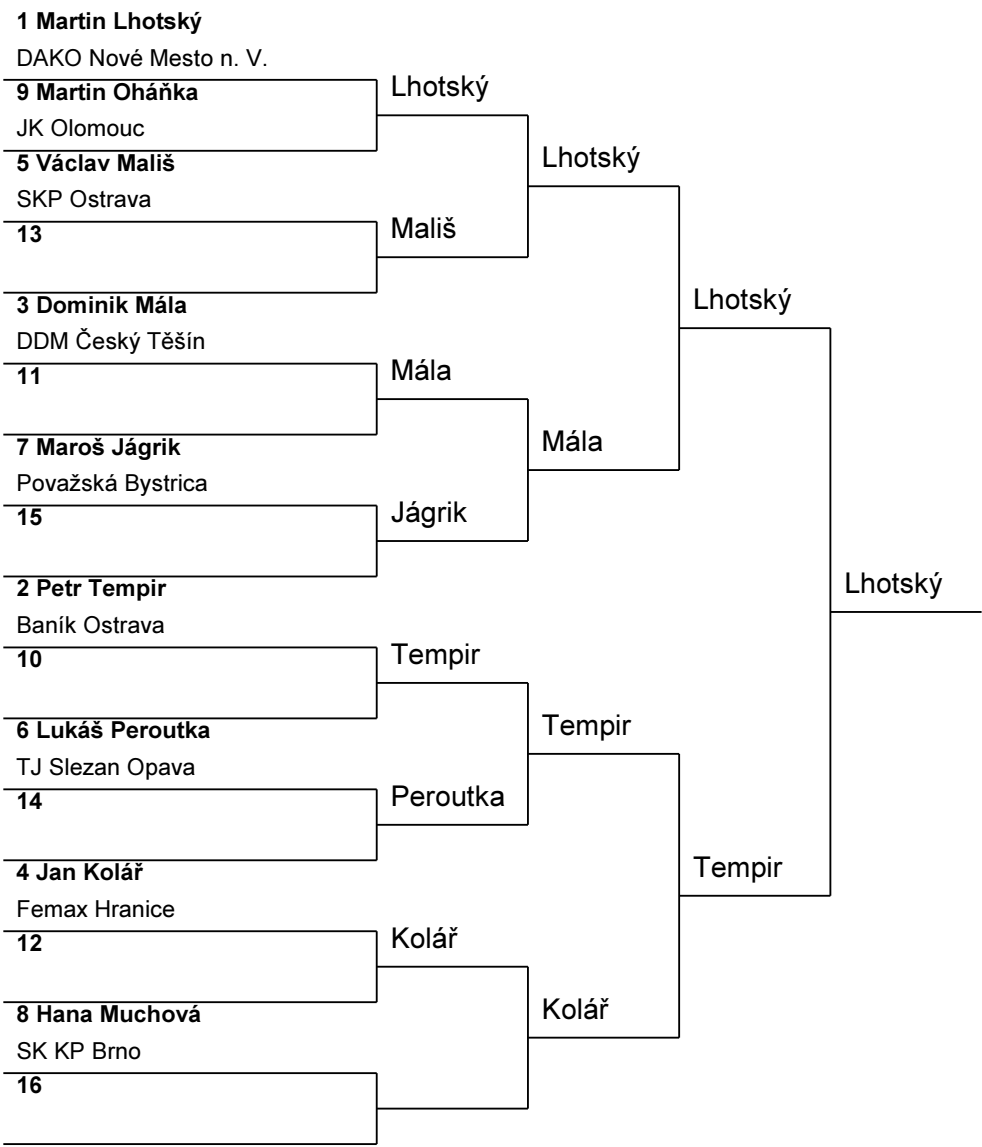 1 Martin Lhotský
DAKO Nové Mesto n. V.
9 Martin Oháňka
JK Olomouc
5 Václav Mališ
SKP Ostrava
13
3 Dominik Mála
DDM Český Těšín
11
7 Maroš Jágrik
Považská Bystrica
15
2 Petr Tempir
Baník Ostrava
10
6 Lukáš Peroutka
TJ Slezan Opava
14
4 Jan Kolář
Femax Hranice
12
8 Hana Muchová
SK KP Brno
16
Lhotský
Mališ
Mála
Jágrik
Tempir
Peroutka
Kolář
Lhotský
Mála
Tempir
Kolář
Lhotský
Tempir
Lhotský